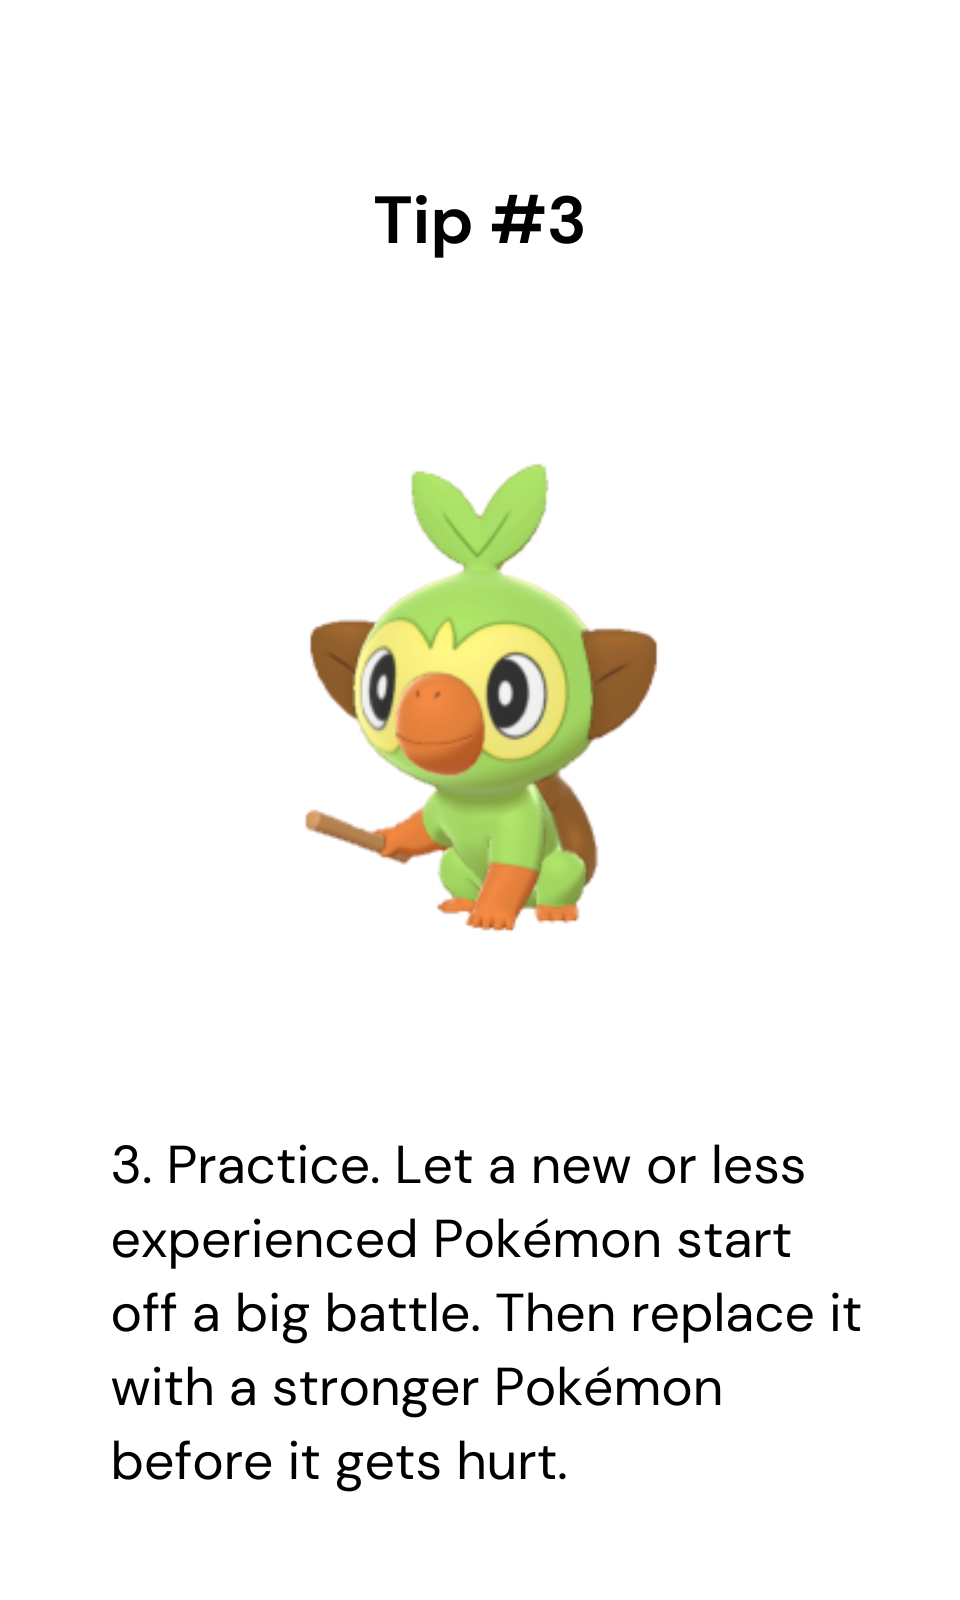 Tip #3
3. Practice. Let a new or less
experienced Pokémon start
off a big battle. Then replace it
with a stronger Pokémon
before it gets hurt.